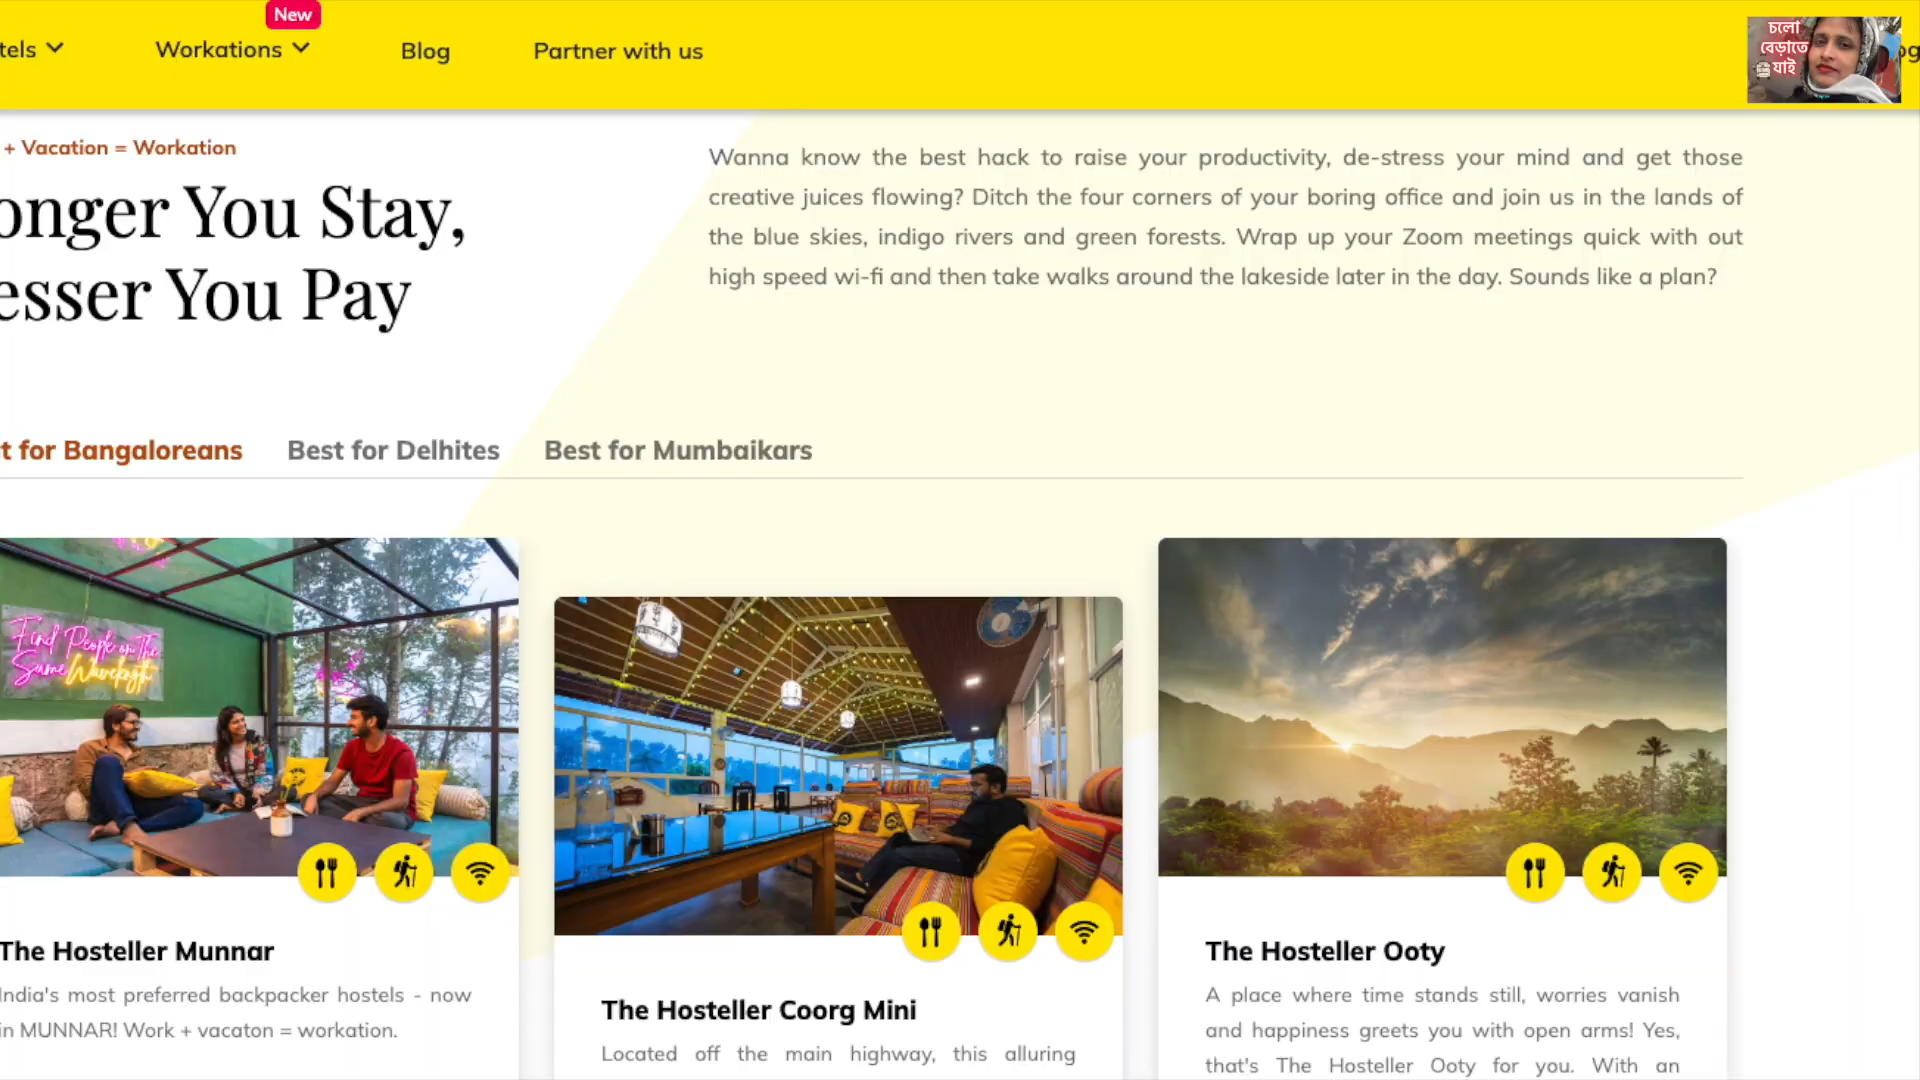 New
tels
Workations
Blog
Partner with us
চলো
বেড়াতে
যাই
og
+ Vacation = Workation
onger You Stay,
esser You Pay
Wanna know the best hack to raise your productivity, de-stress your mind and get those
creative juices flowing? Ditch the four corners of your boring office and join us in the lands of
the blue skies, indigo rivers and green forests. Wrap up your Zoom meetings quick with out
high speed wi-fi and then take walks around the lakeside later in the day. Sounds like a plan?
t for Bangaloreans
Best for Delhites
Best for Mumbaikars
Find People on The
Same Wavelength
The Hosteller Munnar
India's most preferred backpacker hostels - now
in MUNNAR! Work + vacaton = workation.
The Hosteller Coorg Mini
Located off the main highway, this alluring
The Hosteller Ooty
A place where time stands still, worries vanish
and happiness greets you with open arms! Yes,
that's The Hosteller Ooty for you. With an